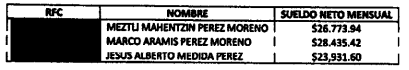 RFC NOMBRE SUELDO NETO MENSUAL
MEZTLI MAHENTZIN PEREZ MORENO $26.773.94
MARCO ARAMIS PEREZ MORENO $28.435.42
JESUS ALBERTO MEDIDA PEREZ $23,931.60